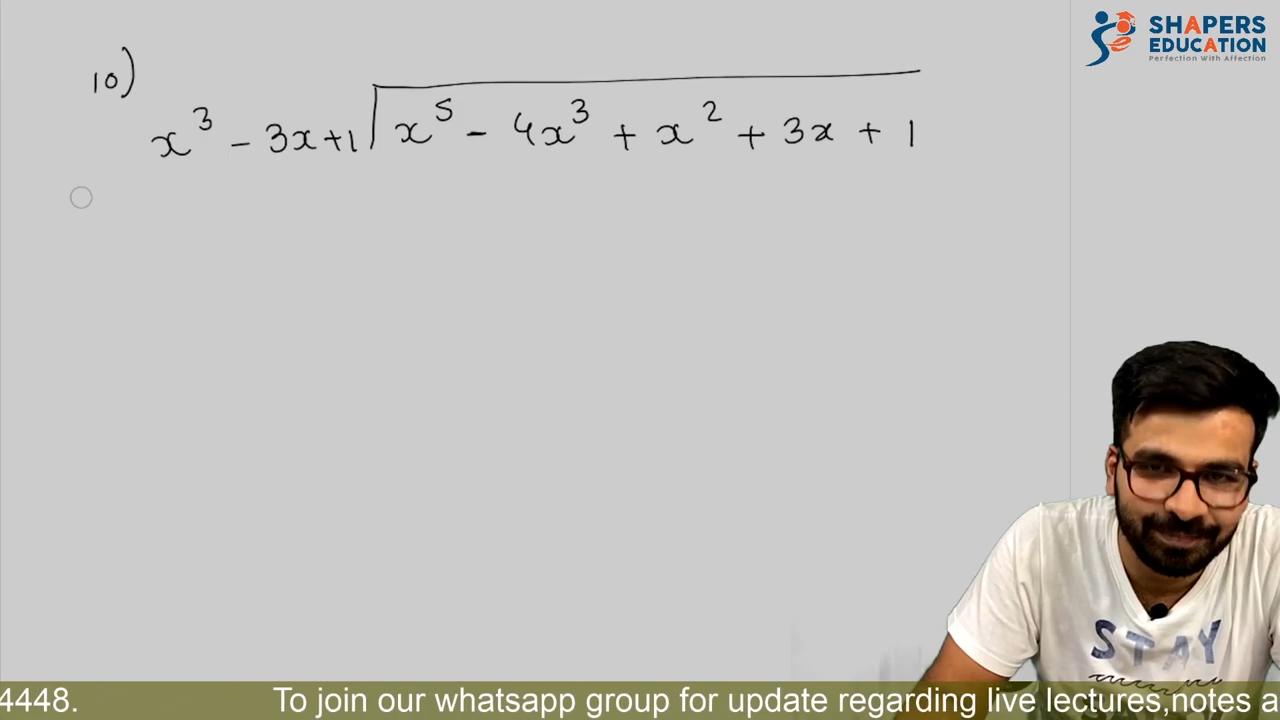 SHAPERS
EDUCATION
Perfection With Affection
10)
x³ - 3x+1 x⁵ - 4x³ + x² + 3x + 1
STAY
4448. To join our whatsapp group for update regarding live lectures,notes a